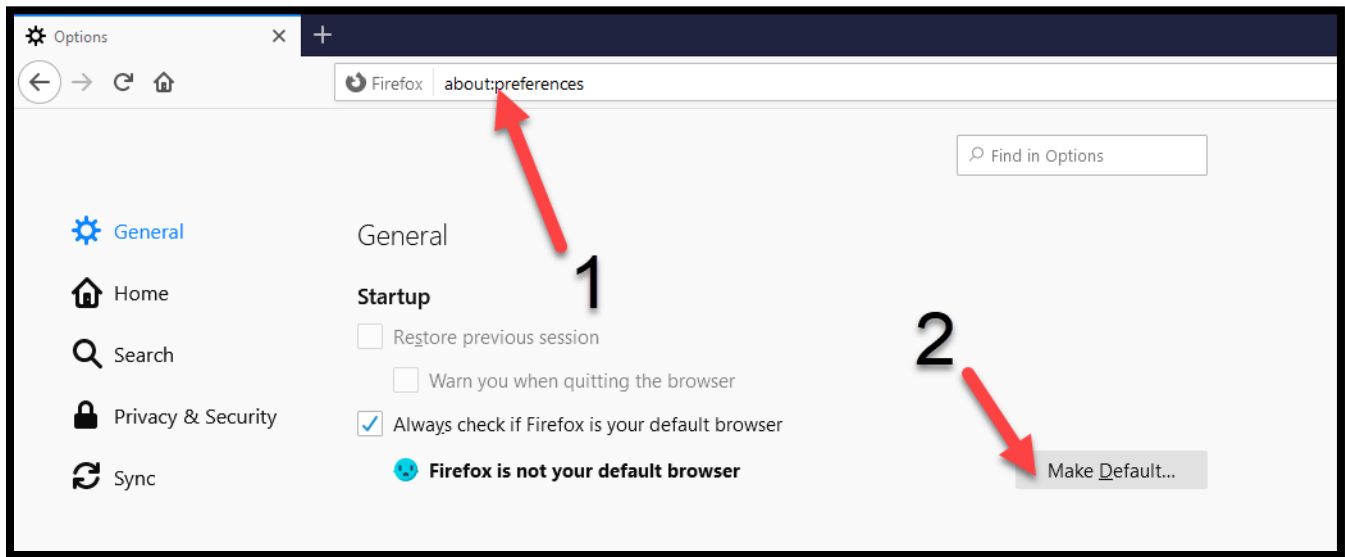 Options
Firefox about:preferences
Find in Options
General
General
Home
Startup
1
Restore previous session
2
Search
Warn you when quitting the browser
Privacy & Security
Always check if Firefox is your default browser
Firefox is not your default browser
Make Default...
Sync